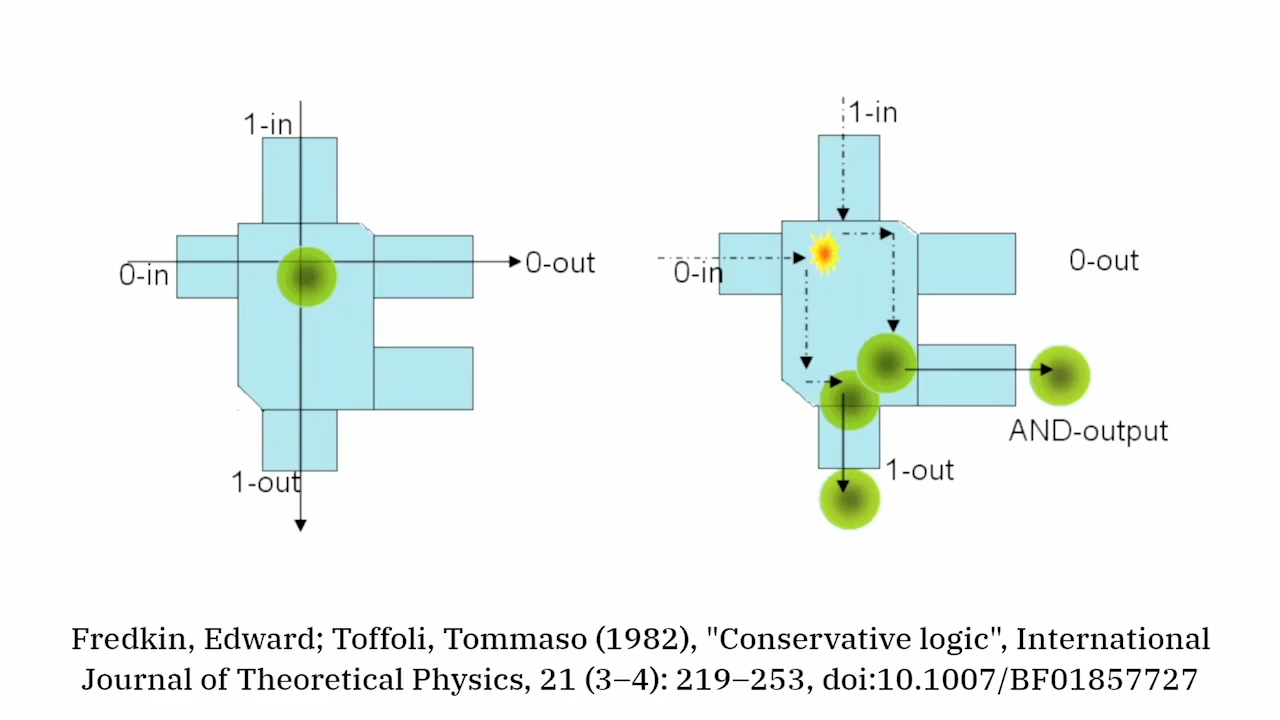 1-in
0-in
0-out
1-out
1-in
0-in
0-out
AND-output
1-out
Fredkin, Edward; Toffoli, Tommaso (1982), "Conservative logic", International
Journal of Theoretical Physics, 21 (3–4): 219–253, doi:10.1007/BF01857727